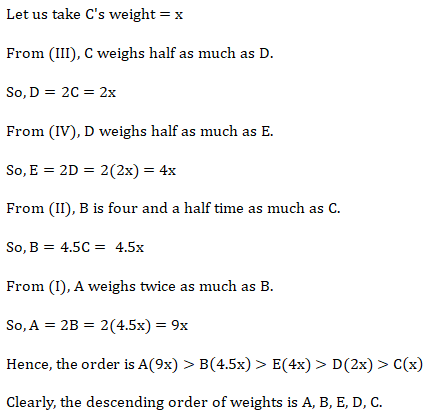 Let us take C's weight = x
From (III), C weighs half as much as D.
So, D = 2C = 2x
From (IV), D weighs half as much as E.
So, E = 2D = 2(2x) = 4x
From (II), B is four and a half time as much as C.
So, B = 4.5C = 4.5x
From (I), A weighs twice as much as B.
So, A = 2B = 2(4.5x) = 9x
Hence, the order is A(9x) > B(4.5x) > E(4x) > D(2x) > C(x)
Clearly, the descending order of weights is A, B, E, D, C.